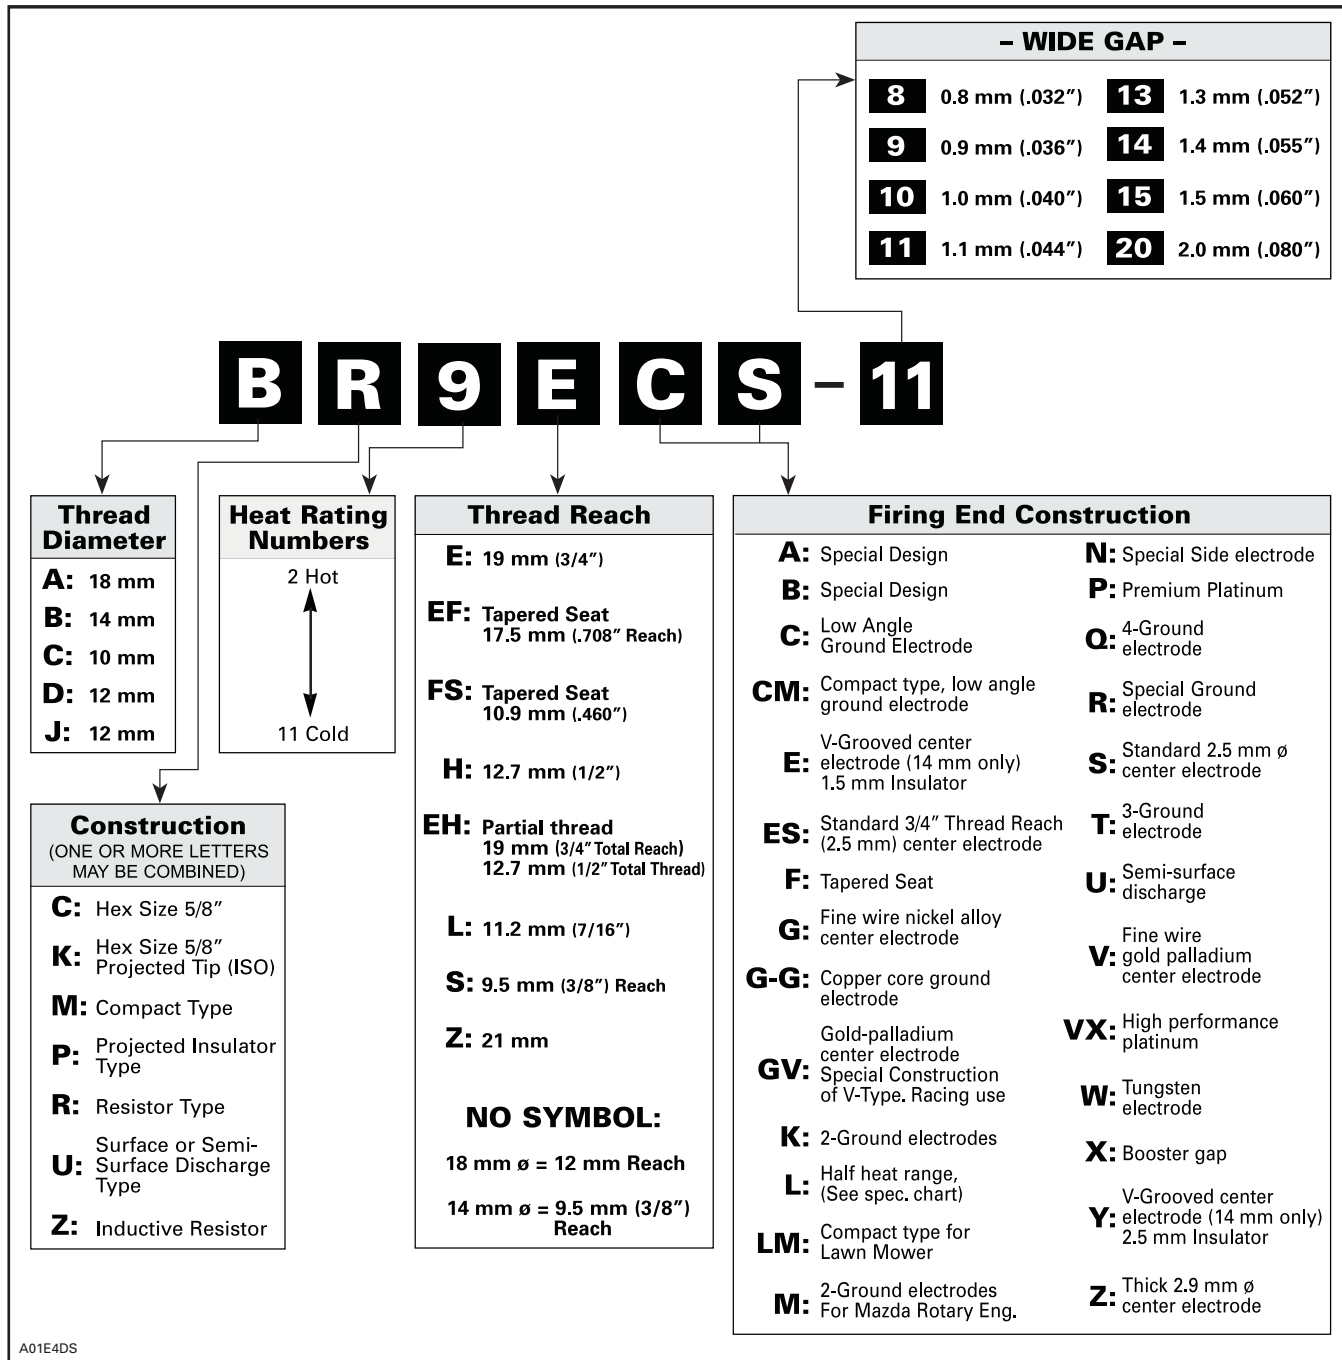 – WIDE GAP –
8 0.8 mm (.032″) 13 1.3 mm (.052″)
9 0.9 mm (.036″) 14 1.4 mm (.055″)
10 1.0 mm (.040″) 15 1.5 mm (.060″)
11 1.1 mm (.044″) 20 2.0 mm (.080″)
B R 9 E C S – 11
Thread
Diameter
A: 18 mm
B: 14 mm
C: 10 mm
D: 12 mm
J: 12 mm
Construction
(ONE OR MORE LETTERS
MAY BE COMBINED)
C: Hex Size 5/8″
K: Hex Size 5/8″
Projected Tip (ISO)
M: Compact Type
P: Projected Insulator
Type
R: Resistor Type
U: Surface or Semi-
Surface Discharge
Type
Z: Inductive Resistor
Heat Rating
Numbers
2 Hot
11 Cold
Thread Reach
E: 19 mm (3/4″)
EF: Tapered Seat
17.5 mm (.708″ Reach)
FS: Tapered Seat
10.9 mm (.460″)
H: 12.7 mm (1/2″)
EH: Partial thread
19 mm (3/4″ Total Reach)
12.7 mm (1/2″ Total Thread)
L: 11.2 mm (7/16″)
S: 9.5 mm (3/8″) Reach
Z: 21 mm
NO SYMBOL:
18 mm ø = 12 mm Reach
14 mm ø = 9.5 mm (3/8″)
Reach
Firing End Construction
A: Special Design
B: Special Design
C: Low Angle
Ground Electrode
CM: Compact type, low angle
ground electrode
E: V-Grooved center
electrode (14 mm only)
1.5 mm Insulator
ES: Standard 3/4″ Thread Reach
(2.5 mm) center electrode
F: Tapered Seat
G: Fine wire nickel alloy
center electrode
G-G: Copper core ground
electrode
GV: Gold-palladium
center electrode
Special Construction
of V-Type. Racing use
K: 2-Ground electrodes
L: Half heat range,
(See spec. chart)
LM: Compact type for
Lawn Mower
M: 2-Ground electrodes
For Mazda Rotary Eng.
N: Special Side electrode
P: Premium Platinum
Q: 4-Ground
electrode
R: Special Ground
electrode
S: Standard 2.5 mm ø
center electrode
T: 3-Ground
electrode
U: Semi-surface
discharge
V: Fine wire
gold palladium
center electrode
VX: High performance
platinum
W: Tungsten
electrode
X: Booster gap
Y: V-Grooved center
electrode (14 mm only)
2.5 mm Insulator
Z: Thick 2.9 mm ø
center electrode
A01E4DS